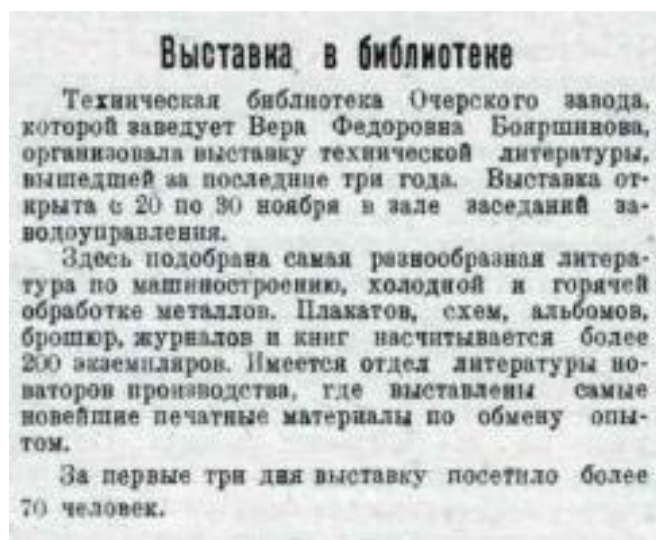 Выставка в библиотеке
Техническая библиотека Очерского завода,
которой заведует Вера Федоровна Бояршинова,
организовала выставку технической литературы,
вышедшей за последние три года. Выставка от-
крыта с 20 по 30 ноября в зале заседаний за-
водоуправления.
Здесь подобрана самая разнообразная литера-
тура по машиностроению, холодной и горячей
обработке металлов. Плакатов, схем, альбомов,
брошюр, журналов и книг насчитывается более
200 экземпляров. Имеется отдел литературы но-
ваторов производства, где выставлены самые
новейшие печатные материалы по обмену опы-
том.
За первые три дня выставку посетило более
70 человек.